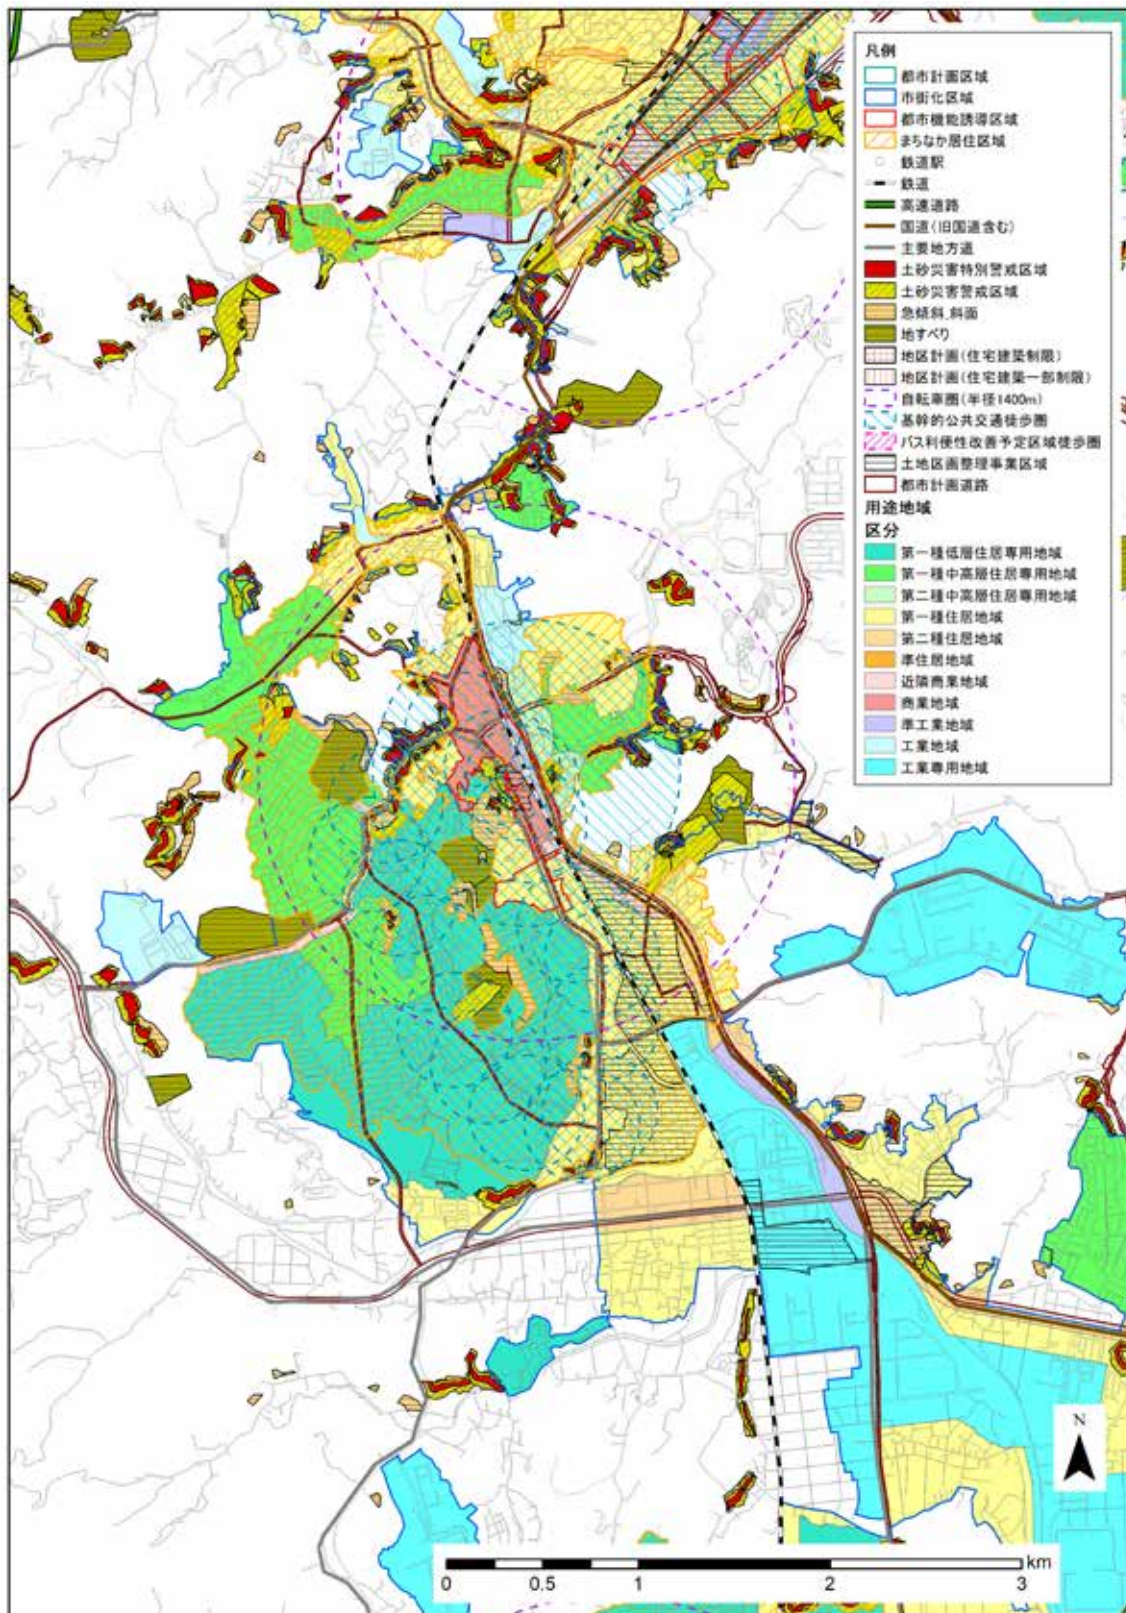 凡例
都市計画区域
市街化区域
都市機能誘導区域
まちなか居住区域
鉄道駅
鉄道
高速道路
国道(旧国道含む)
主要地方道
土砂災害特別警戒区域
土砂災害警戒区域
急傾斜_斜面
地すべり
地区計画(住宅建築制限)
地区計画(住宅建築一部制限)
自転車圏(半径1400m)
基幹的公共交通徒歩圏
バス利便性改善予定区域徒歩圏
土地区画整理事業区域
都市計画道路
用途地域
区分
第一種低層住居専用地域
第一種中高層住居専用地域
第二種中高層住居専用地域
第一種住居地域
第二種住居地域
準住居地域
近隣商業地域
商業地域
準工業地域
工業地域
工業専用地域
N
km
0 0.5 1 2 3